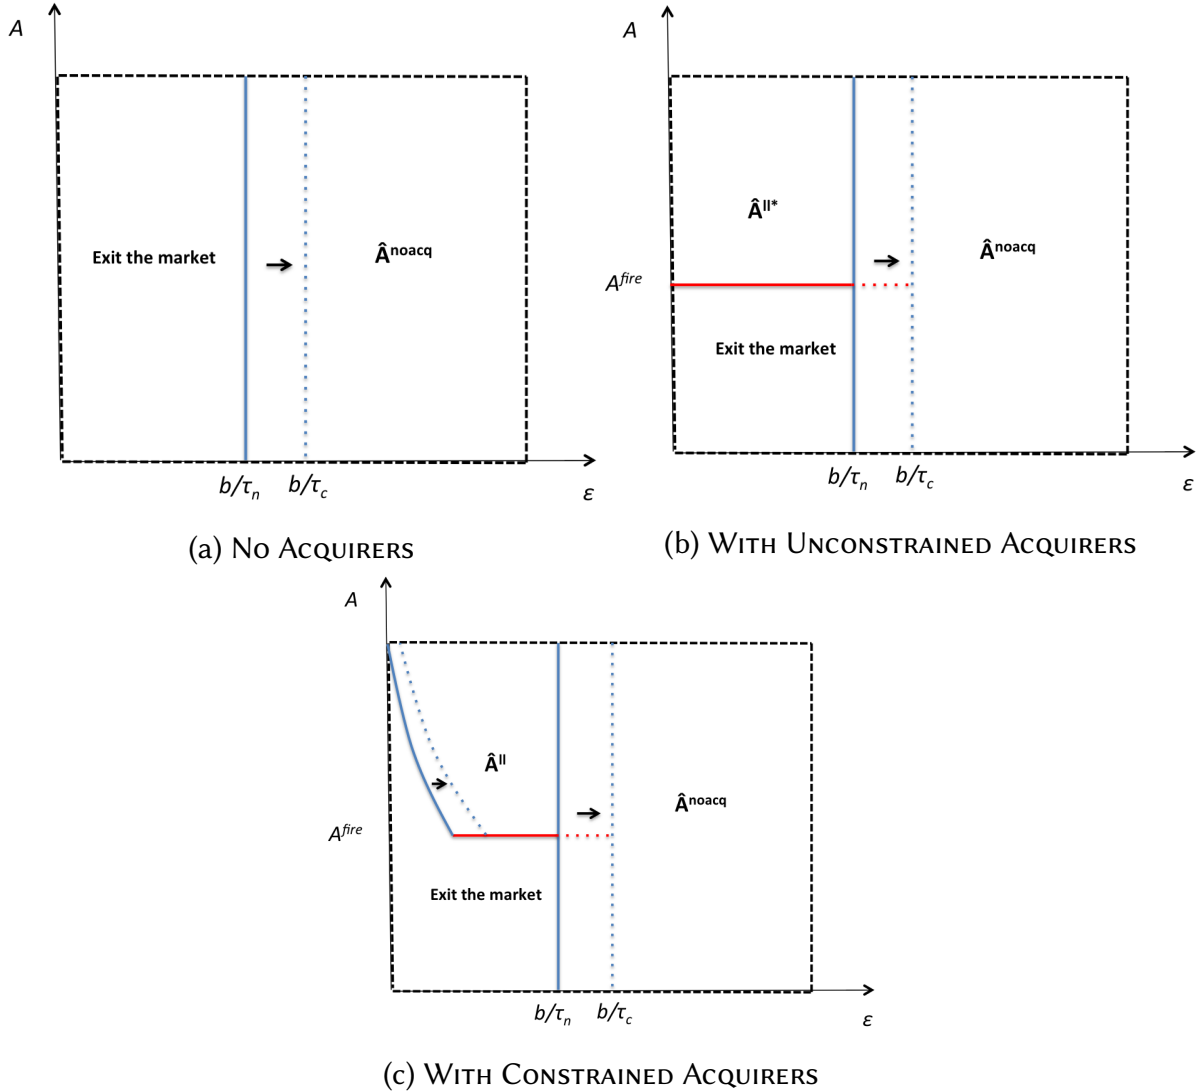 A
Exit the market
Â^noacq
b/τ_n
b/τ_c
ε
(a) No Acquirers
A
Â^II*
Â^noacq
A^fire
Exit the market
b/τ_n
b/τ_c
ε
(b) With Unconstrained Acquirers
A
Â^II
Â^noacq
A^fire
Exit the market
b/τ_n
b/τ_c
ε
(c) With Constrained Acquirers